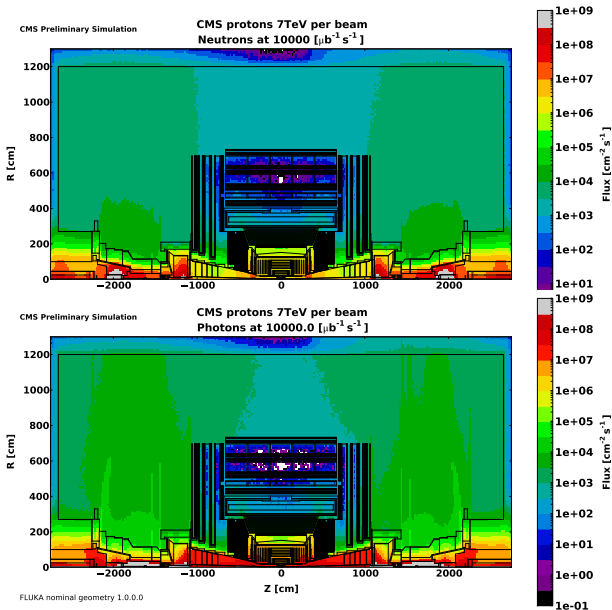 CMS Preliminary Simulation
CMS protons 7TeV per beam
Neutrons at 10000 [μb⁻¹s⁻¹]
R [cm]
1200
1000
800
600
400
200
0
−2000
−1000
0
1000
2000
1e+09
1e+08
1e+07
1e+06
1e+05
1e+04
1e+03
1e+02
1e+01
Flux [cm⁻² s⁻¹]
CMS Preliminary Simulation
CMS protons 7TeV per beam
Photons at 10000.0 [μb⁻¹s⁻¹]
R [cm]
1200
1000
800
600
400
200
0
−2000
−1000
0
1000
2000
Z [cm]
1e+09
1e+08
1e+07
1e+06
1e+05
1e+04
1e+03
1e+02
1e+01
1e+00
1e-01
Flux [cm⁻² s⁻¹]
FLUKA nominal geometry 1.0.0.0